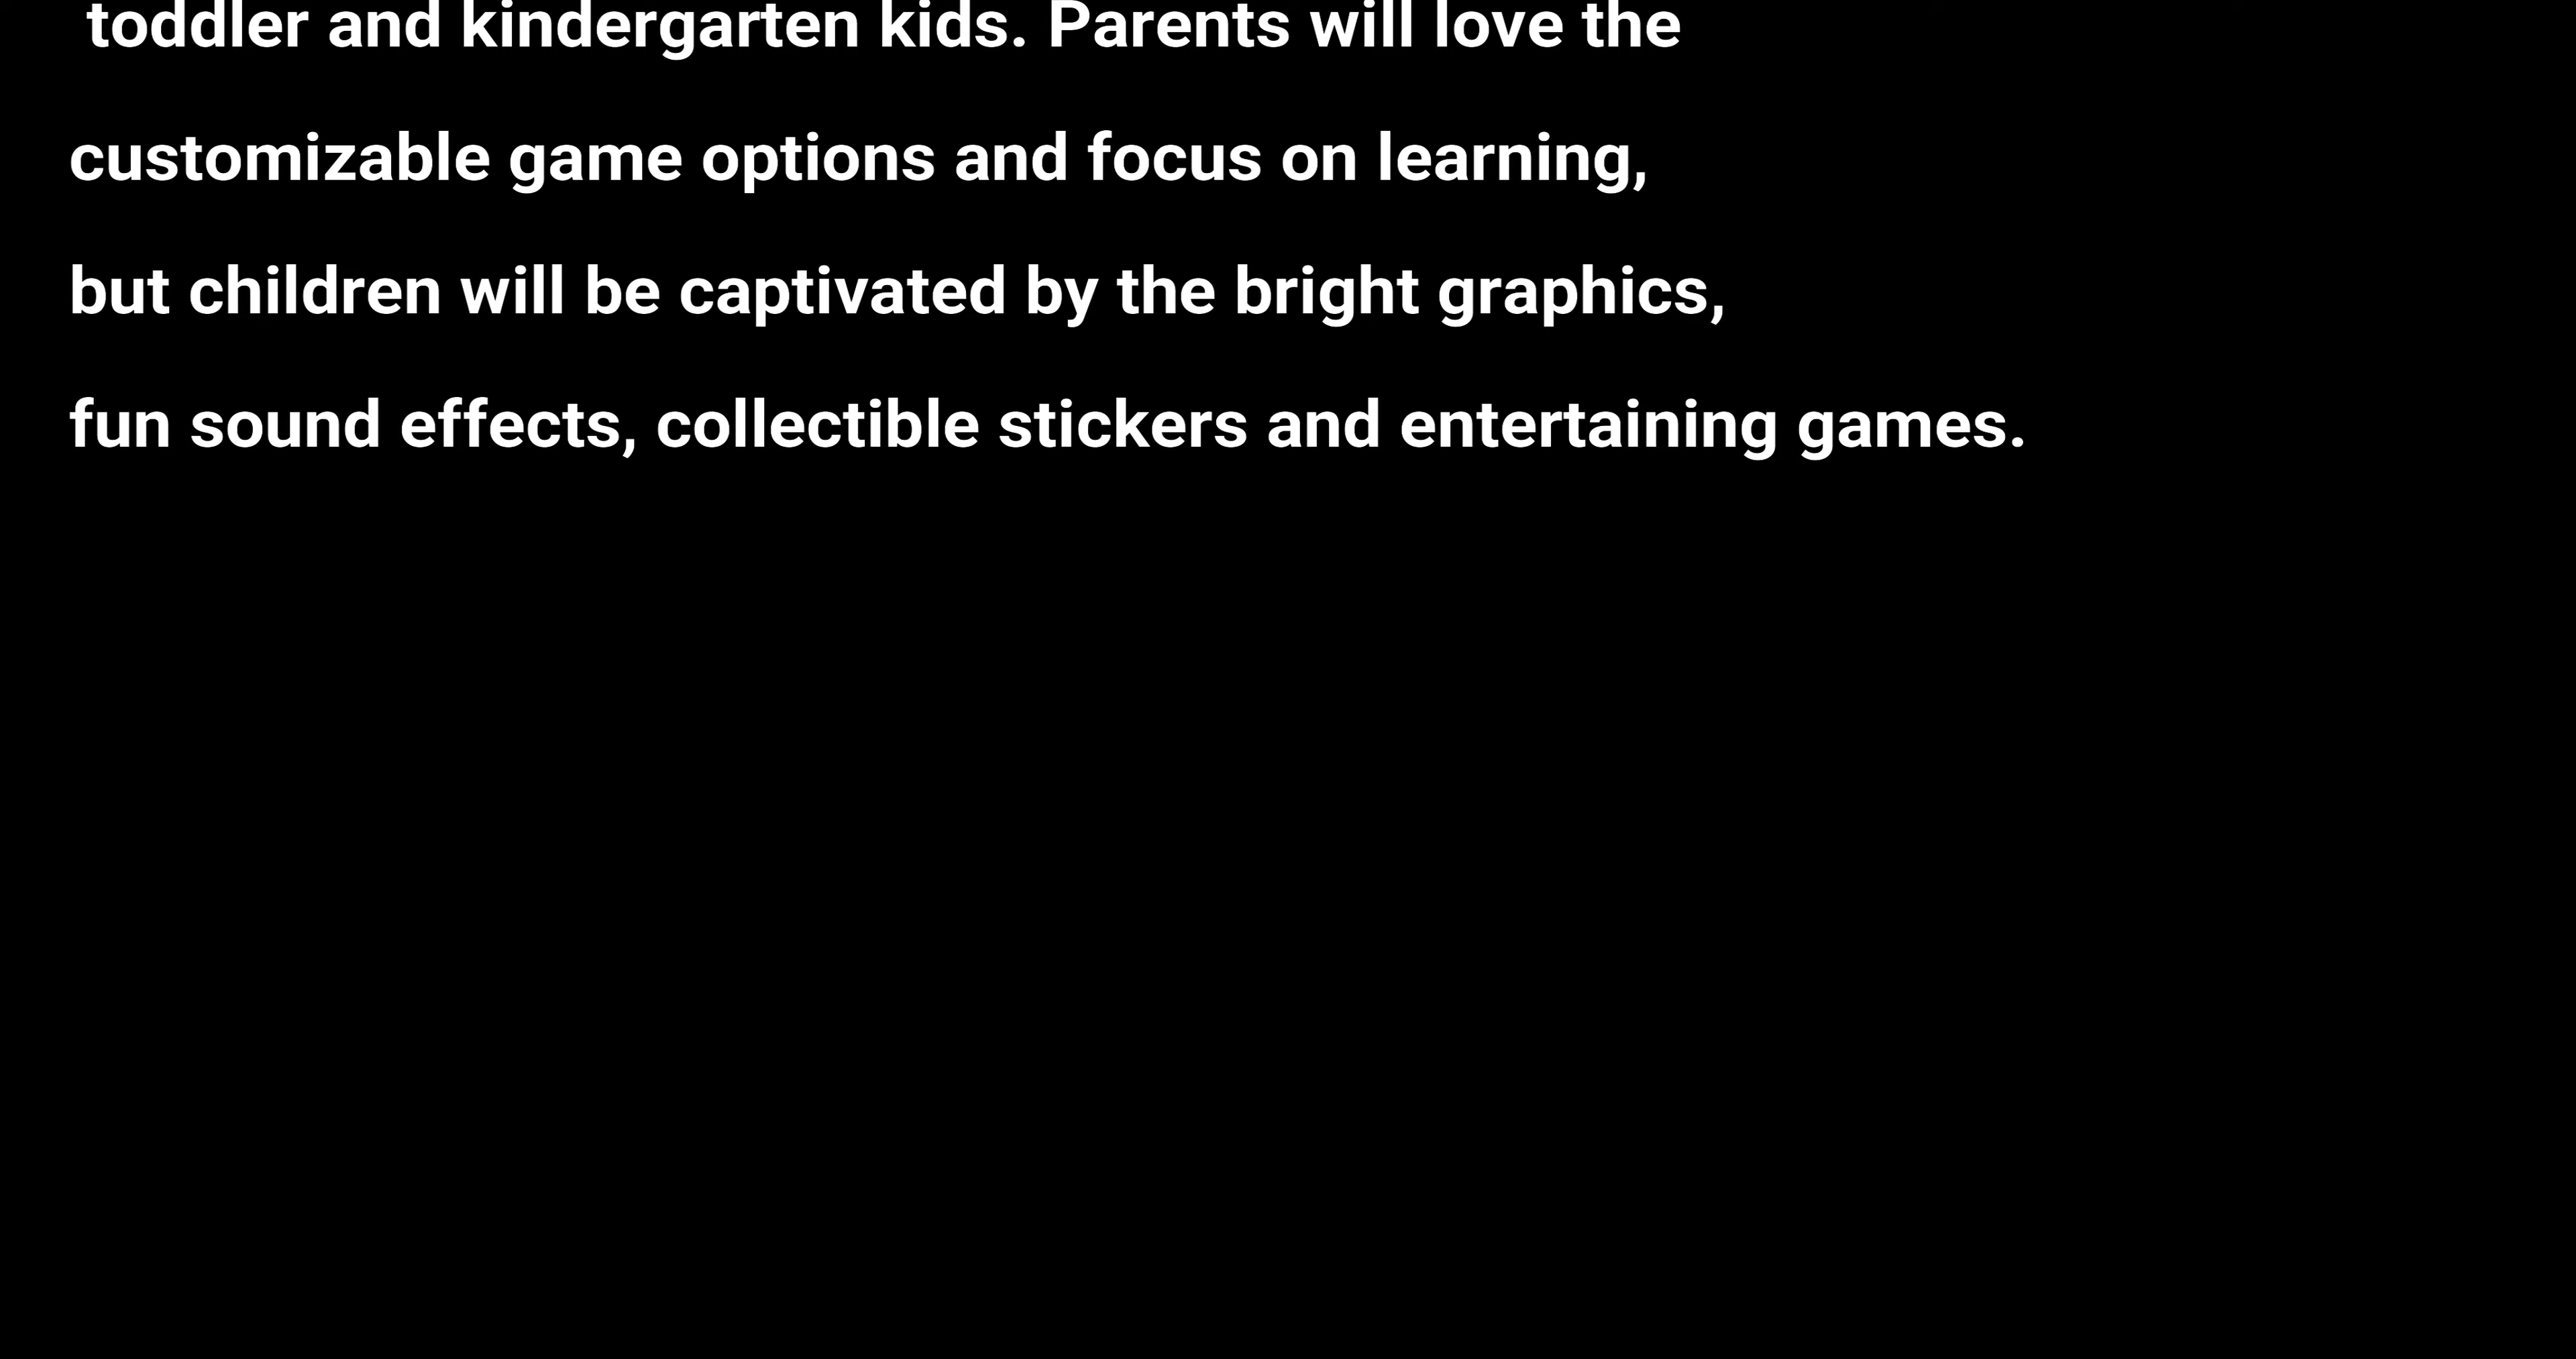 toddler and kindergarten kids. Parents will love the
customizable game options and focus on learning,
but children will be captivated by the bright graphics,
fun sound effects, collectible stickers and entertaining games.